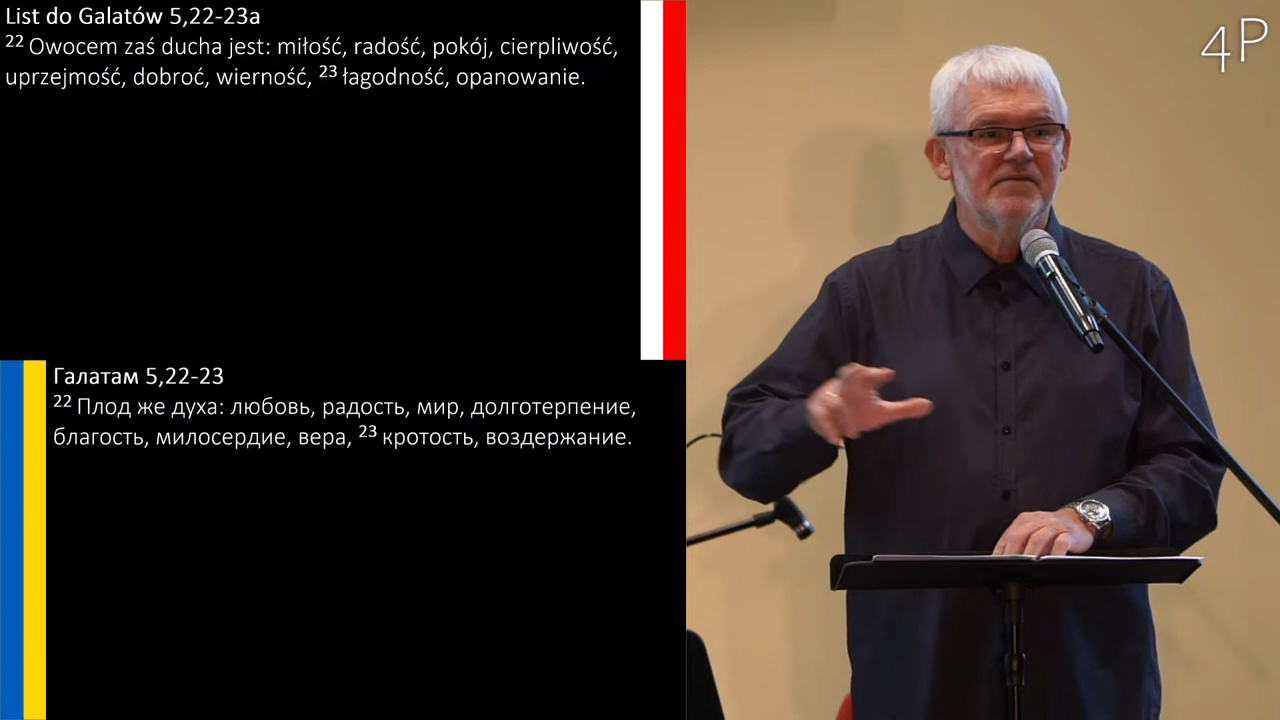 List do Galatów 5,22-23a
22 Owocem zaś ducha jest: miłość, radość, pokój, cierpliwość,
uprzejmość, dobroć, wierność, 23 łagodność, opanowanie.
Галатам 5,22-23
22 Плод же духа: любовь, радость, мир, долготерпение,
благость, милосердие, вера, 23 кротость, воздержание.
4P